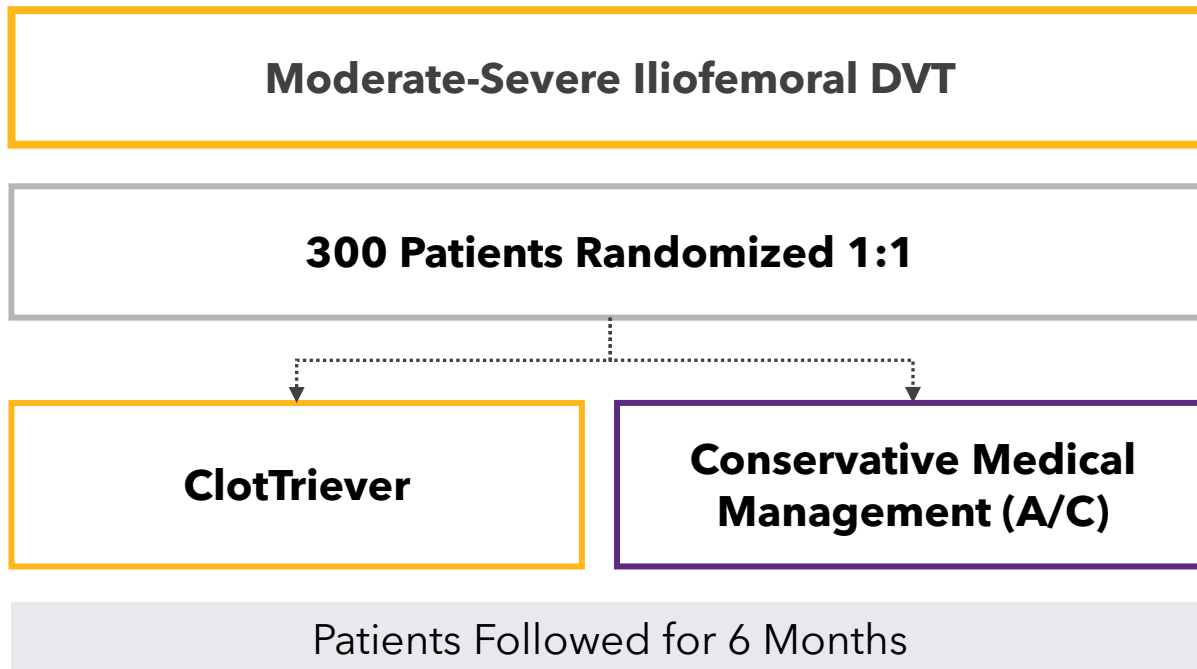 Moderate-Severe Iliofemoral DVT
300 Patients Randomized 1:1
ClotTriever
Conservative Medical
Management (A/C)
Patients Followed for 6 Months